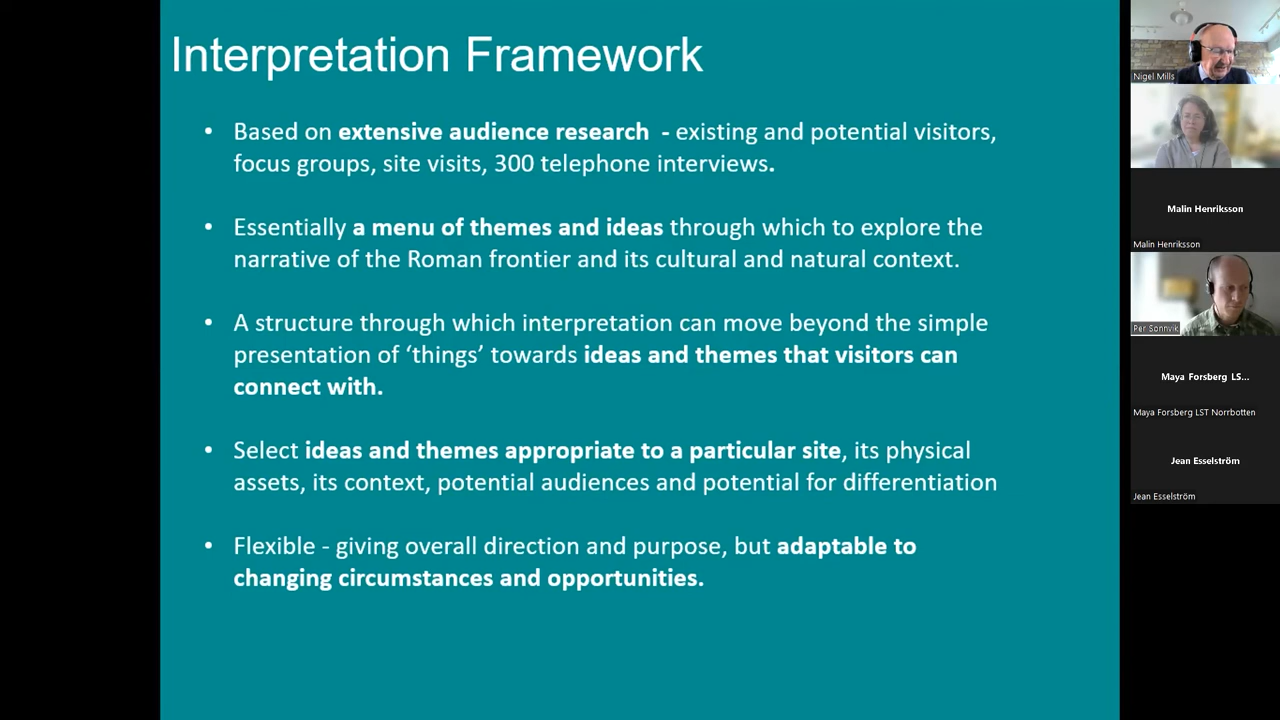 Interpretation Framework
• Based on extensive audience research - existing and potential visitors,
focus groups, site visits, 300 telephone interviews.
• Essentially a menu of themes and ideas through which to explore the
narrative of the Roman frontier and its cultural and natural context.
• A structure through which interpretation can move beyond the simple
presentation of ‘things’ towards ideas and themes that visitors can
connect with.
• Select ideas and themes appropriate to a particular site, its physical
assets, its context, potential audiences and potential for differentiation
• Flexible - giving overall direction and purpose, but adaptable to
changing circumstances and opportunities.
Nigel Mills
Malin Henriksson
Malin Henriksson
Per Sonnvik
Maya Forsberg LS...
Maya Forsberg LST Norrbotten
Jean Esselström
Jean Esselström